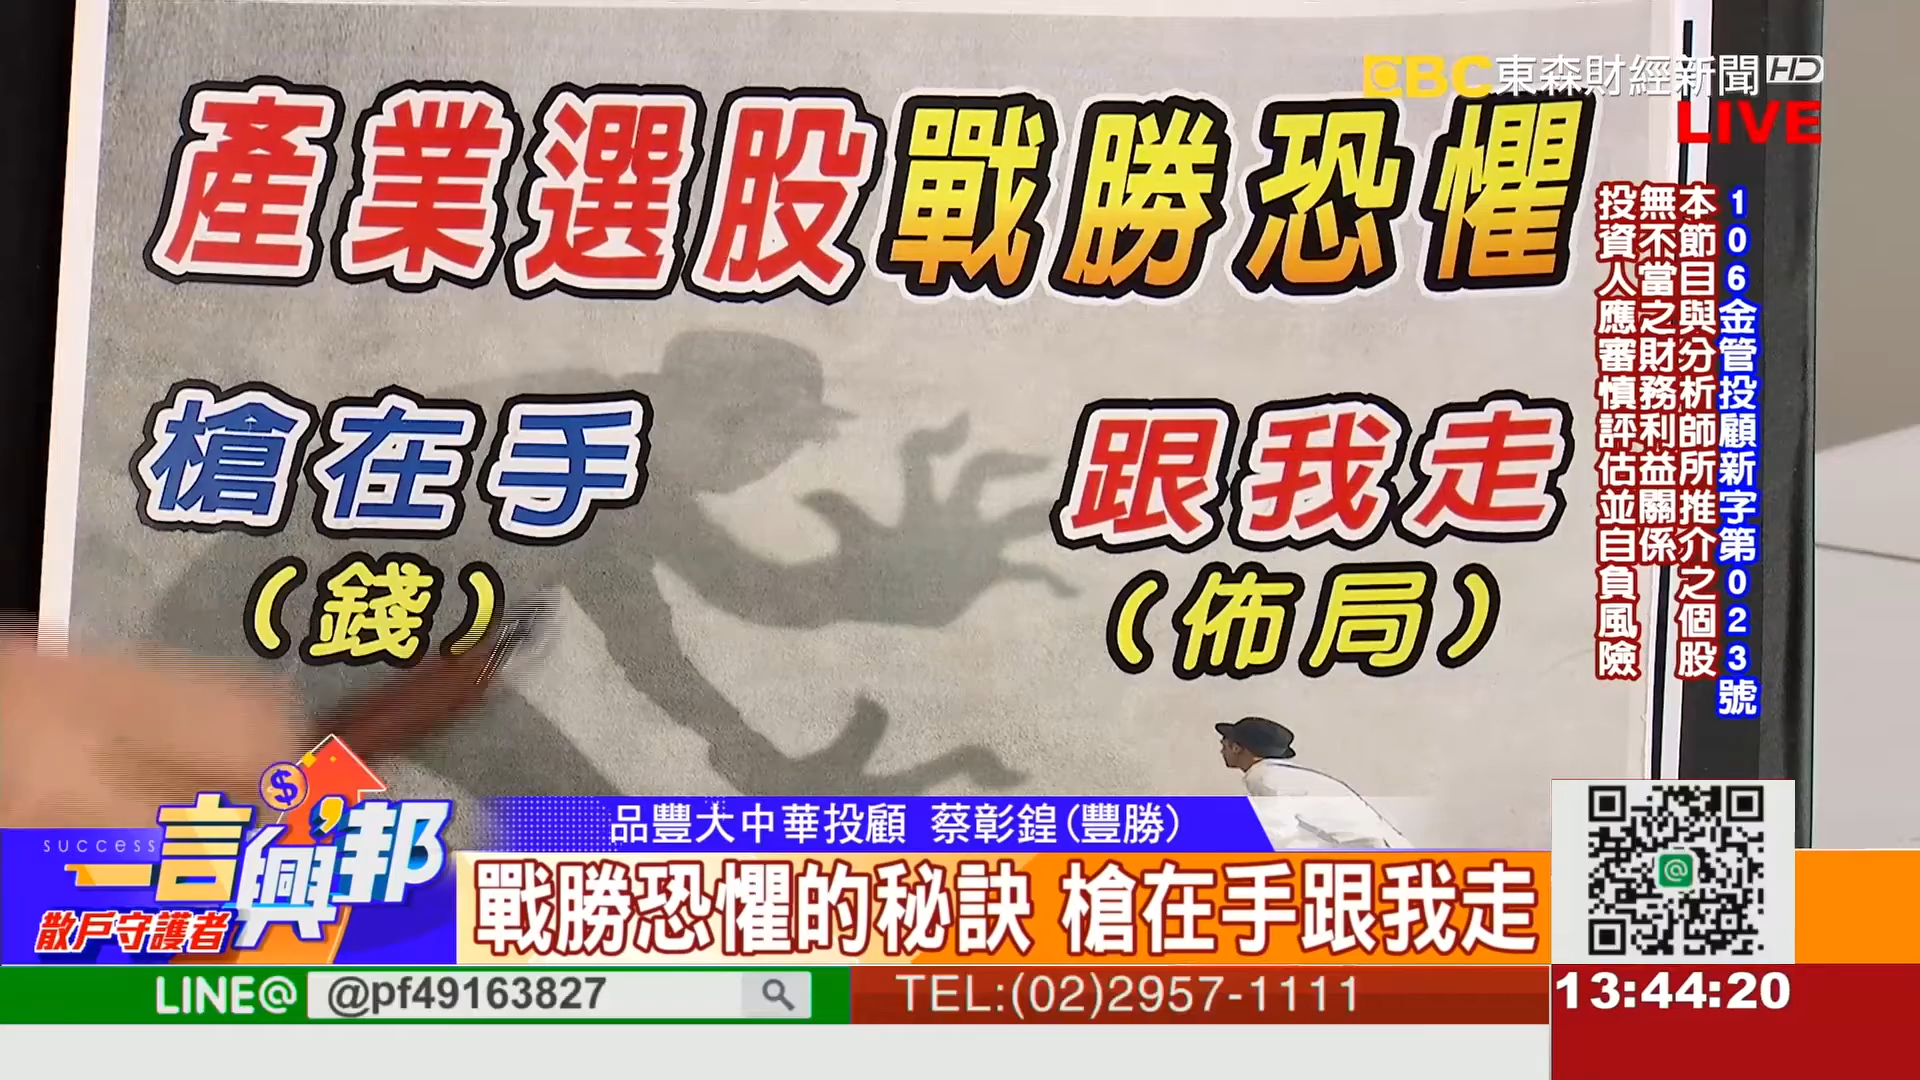 EBC東森財經新聞HD
LIVE
產業選股戰勝恐懼
槍在手
跟我走
(錢)
(佈局)
106金管投顧新字第023號
本節目與分析師所推介之個股
無不當之財務利益關係
投資人應審慎評估並自負風險
$
success
一言興邦
散戶守護者
品豐大中華投顧 蔡彰鍠(豐勝)
戰勝恐懼的秘訣 槍在手跟我走
LINE@ @pf49163827
TEL:(02)2957-1111
13:44:20